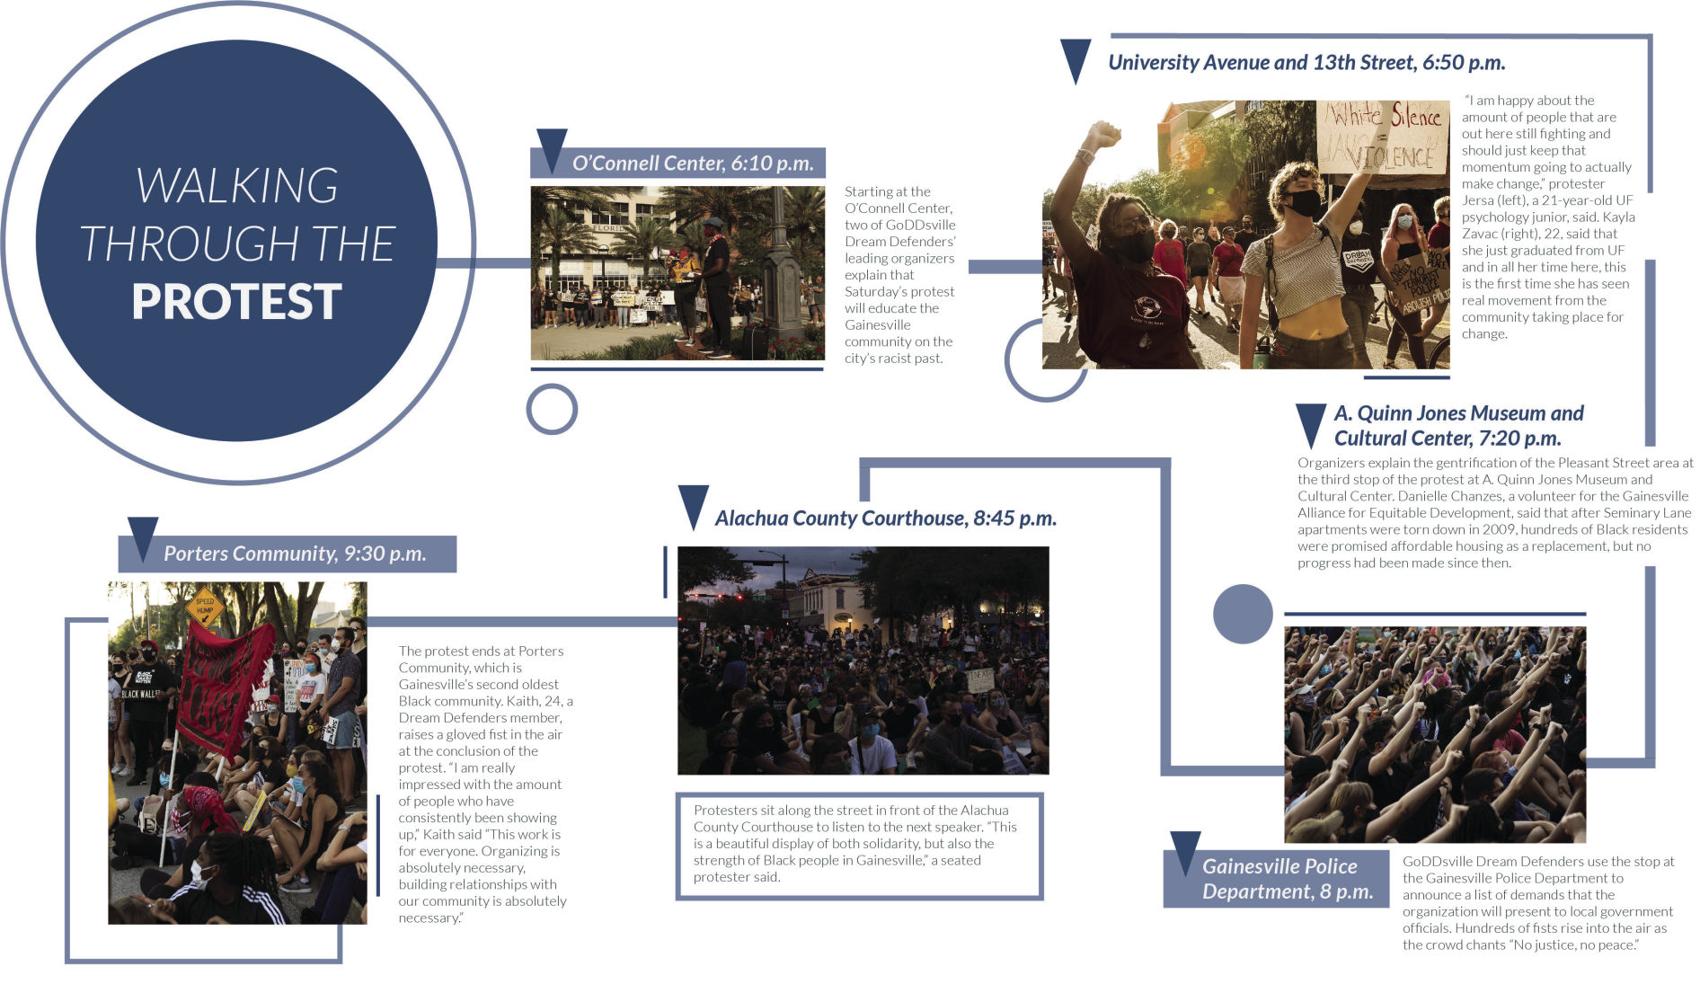 WALKING
THROUGH THE
PROTEST
O'Connell Center, 6:10 p.m.
FLORID
Starting at the
O'Connell Center,
two of GoDDsville
Dream Defenders'
leading organizers
explain that
Saturday's protest
will educate the
Gainesville
community on the
city's racist past.
University Avenue and 13th Street, 6:50 p.m.
White Silence
=
VIOLENCE
DREAM
ABOLISH POLICE
"I am happy about the
amount of people that are
out here still fighting and
should just keep that
momentum going to actually
make change," protester
Jersa (left), a 21-year-old UF
psychology junior, said. Kayla
Zavac (right), 22, said that
she just graduated from UF
and in all her time here, this
is the first time she has seen
real movement from the
community taking place for
change.
A. Quinn Jones Museum and
Cultural Center, 7:20 p.m.
Organizers explain the gentrification of the Pleasant Street area at
the third stop of the protest at A. Quinn Jones Museum and
Cultural Center. Danielle Chanzes, a volunteer for the Gainesville
Alliance for Equitable Development, said that after Seminary Lane
apartments were torn down in 2009, hundreds of Black residents
were promised affordable housing as a replacement, but no
progress had been made since then.
Gainesville Police
Department, 8 p.m.
GoDDsville Dream Defenders use the stop at
the Gainesville Police Department to
announce a list of demands that the
organization will present to local government
officials. Hundreds of fists rise into the air as
the crowd chants "No justice, no peace."
Alachua County Courthouse, 8:45 p.m.
Protesters sit along the street in front of the Alachua
County Courthouse to listen to the next speaker. "This
is a beautiful display of both solidarity, but also the
strength of Black people in Gainesville," a seated
protester said.
Porters Community, 9:30 p.m.
SPEED
HUMP
BLACK WALL ST
The protest ends at Porters
Community, which is
Gainesville's second oldest
Black community. Kaith, 24, a
Dream Defenders member,
raises a gloved fist in the air
at the conclusion of the
protest. "I am really
impressed with the amount
of people who have
consistently been showing
up," Kaith said "This work is
for everyone. Organizing is
absolutely necessary,
building relationships with
our community is absolutely
necessary."